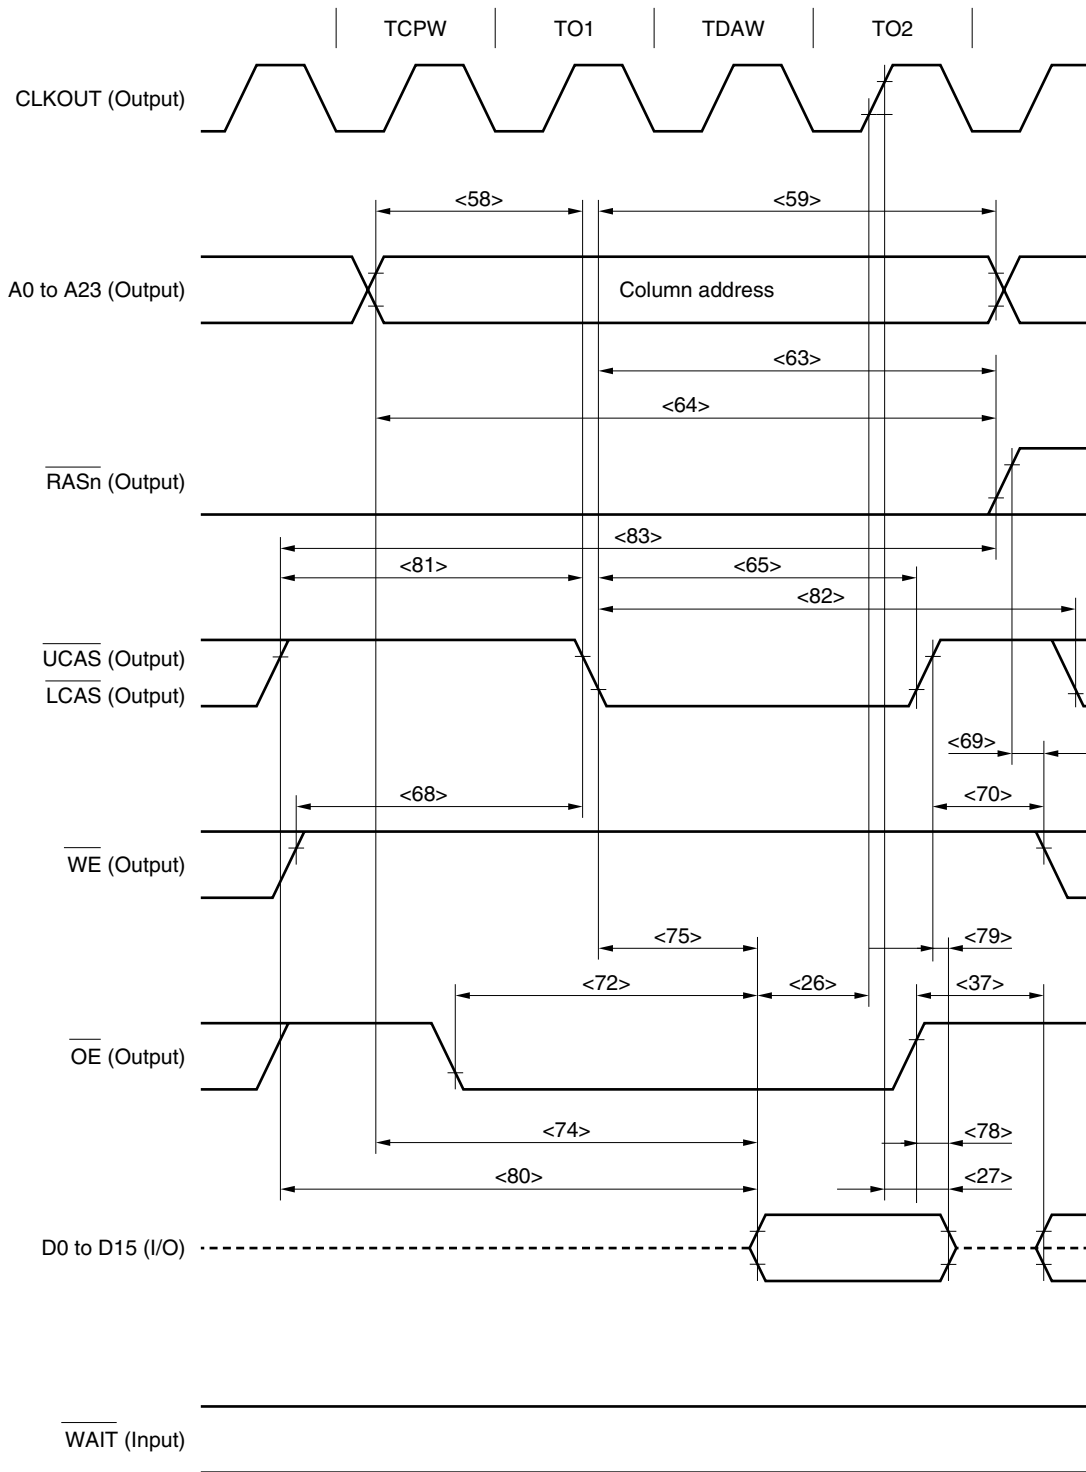 TCPW TO1 TDAW TO2
CLKOUT (Output)
<58> <59>
A0 to A23 (Output) Column address
<63>
<64>
RASn (Output)
<83>
<81> <65>
<82>
UCAS (Output)
LCAS (Output)
<69>
<68> <70>
WE (Output)
<75> <79>
<72> <26> <37>
OE (Output)
<74> <78>
<80> <27>
D0 to D15 (I/O)
WAIT (Input)